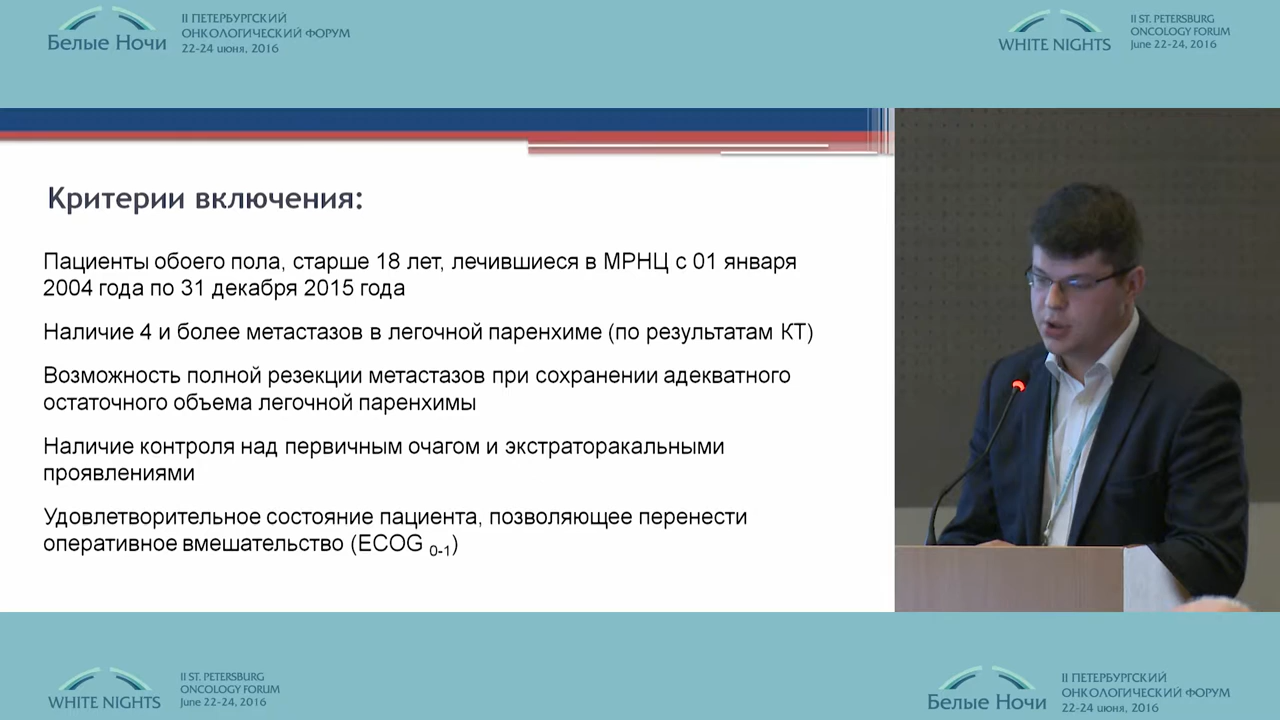 Белые Ночи
II ПЕТЕРБУРГСКИЙ
ОНКОЛОГИЧЕСКИЙ ФОРУМ
22-24 июня, 2016
WHITE NIGHTS
II ST. PETERSBURG
ONCOLOGY FORUM
June 22-24, 2016
Критерии включения:
Пациенты обоего пола, старше 18 лет, лечившиеся в МРНЦ с 01 января
2004 года по 31 декабря 2015 года
Наличие 4 и более метастазов в легочной паренхиме (по результатам КТ)
Возможность полной резекции метастазов при сохранении адекватного
остаточного объема легочной паренхимы
Наличие контроля над первичным очагом и экстраторакальными
проявлениями
Удовлетворительное состояние пациента, позволяющее перенести
оперативное вмешательство (ECOG 0-1)
WHITE NIGHTS
II ST. PETERSBURG
ONCOLOGY FORUM
June 22-24, 2016
Белые Ночи
II ПЕТЕРБУРГСКИЙ
ОНКОЛОГИЧЕСКИЙ ФОРУМ
22-24 июня, 2016